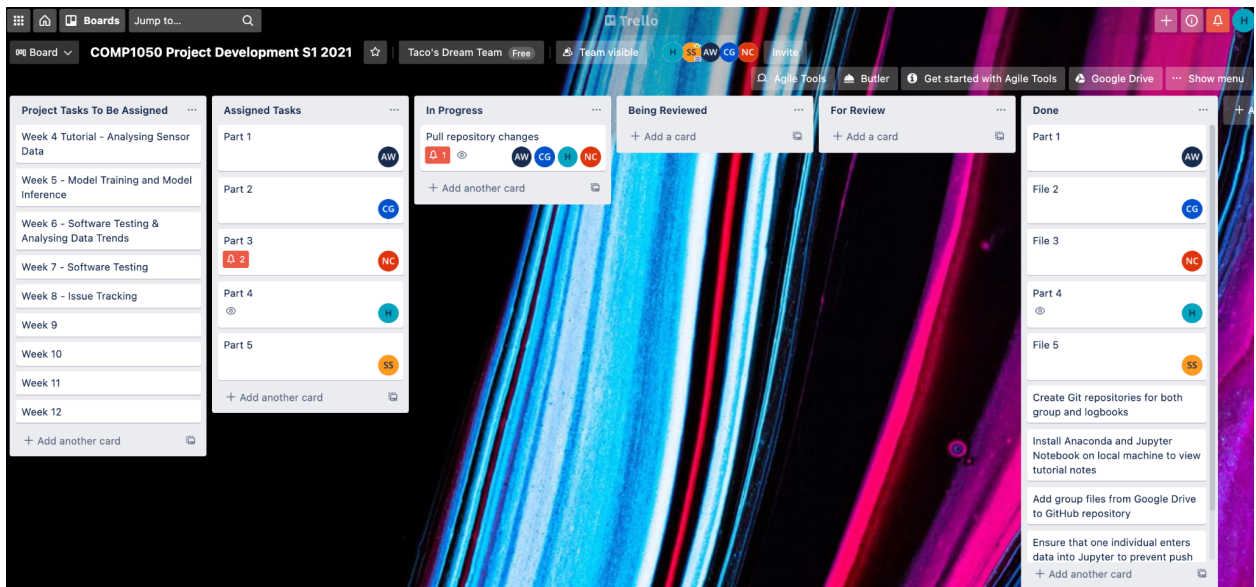 Boards
Jump to...
Trello
H
Board
COMP1050 Project Development S1 2021
Taco's Dream Team Free
Team visible
H SS AW CG NC
Invite
Agile Tools
Butler
Get started with Agile Tools
Google Drive
... Show menu
Project Tasks To Be Assigned ...
Week 4 Tutorial - Analysing Sensor
Data
Week 5 - Model Training and Model
Inference
Week 6 - Software Testing &
Analysing Data Trends
Week 7 - Software Testing
Week 8 - Issue Tracking
Week 9
Week 10
Week 11
Week 12
+ Add another card
Assigned Tasks ...
Part 1
AW
Part 2
CG
Part 3
2
NC
Part 4
H
Part 5
SS
+ Add another card
In Progress ...
Pull repository changes
1
AW CG H NC
+ Add another card
Being Reviewed ...
+ Add a card
For Review ...
+ Add a card
Done ...
Part 1
AW
File 2
CG
File 3
NC
Part 4
H
File 5
SS
Create Git repositories for both
group and logbooks
Install Anaconda and Jupyter
Notebook on local machine to view
tutorial notes
Add group files from Google Drive
to GitHub repository
Ensure that one individual enters
data into Jupyter to prevent push
+ Add another card
+ A